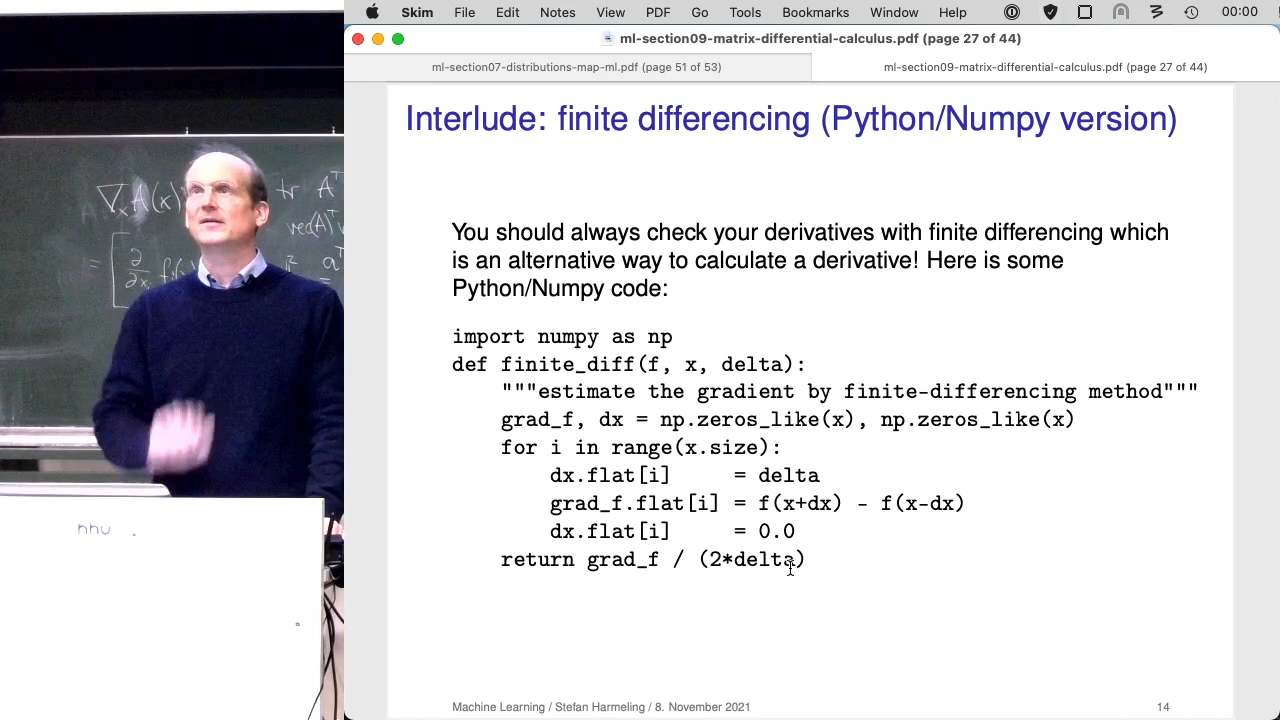 Skim File Edit Notes View PDF Go Tools Bookmarks Window Help 00:00
ml-section09-matrix-differential-calculus.pdf (page 27 of 44)
ml-section07-distributions-map-ml.pdf (page 51 of 53) ml-section09-matrix-differential-calculus.pdf (page 27 of 44)
Interlude: finite differencing (Python/Numpy version)
You should always check your derivatives with finite differencing which
is an alternative way to calculate a derivative! Here is some
Python/Numpy code:
import numpy as np
def finite_diff(f, x, delta):
"""estimate the gradient by finite-differencing method"""
grad_f, dx = np.zeros_like(x), np.zeros_like(x)
for i in range(x.size):
dx.flat[i] = delta
grad_f.flat[i] = f(x+dx) - f(x-dx)
dx.flat[i] = 0.0
return grad_f / (2*delta)
Machine Learning / Stefan Harmeling / 8. November 2021 14
∇ₓA(x) tr Aᵀ